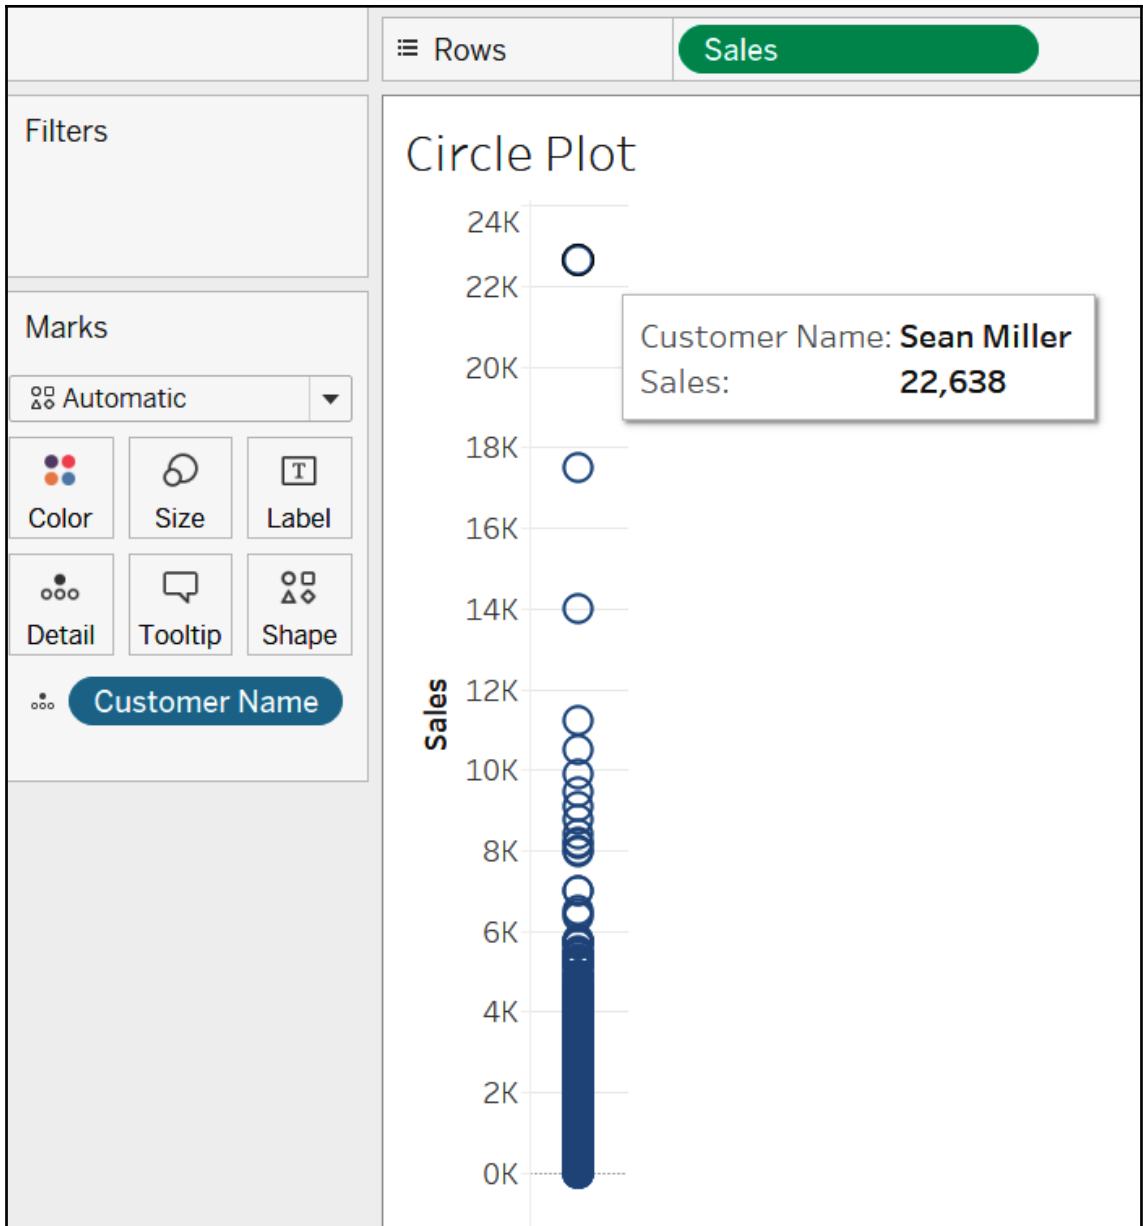 Rows
Sales
Filters
Marks
Automatic
Color
Size
T
Label
Detail
Tooltip
Shape
Customer Name
Circle Plot
24K
22K
20K
18K
16K
14K
12K
10K
8K
6K
4K
2K
0K
Sales
Customer Name: Sean Miller
Sales: 22,638